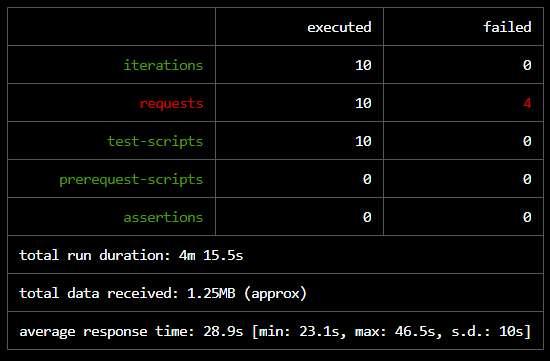 executed failed
iterations 10 0
requests 10 4
test-scripts 10 0
prerequest-scripts 0 0
assertions 0 0
total run duration: 4m 15.5s
total data received: 1.25MB (approx)
average response time: 28.9s [min: 23.1s, max: 46.5s, s.d.: 10s]